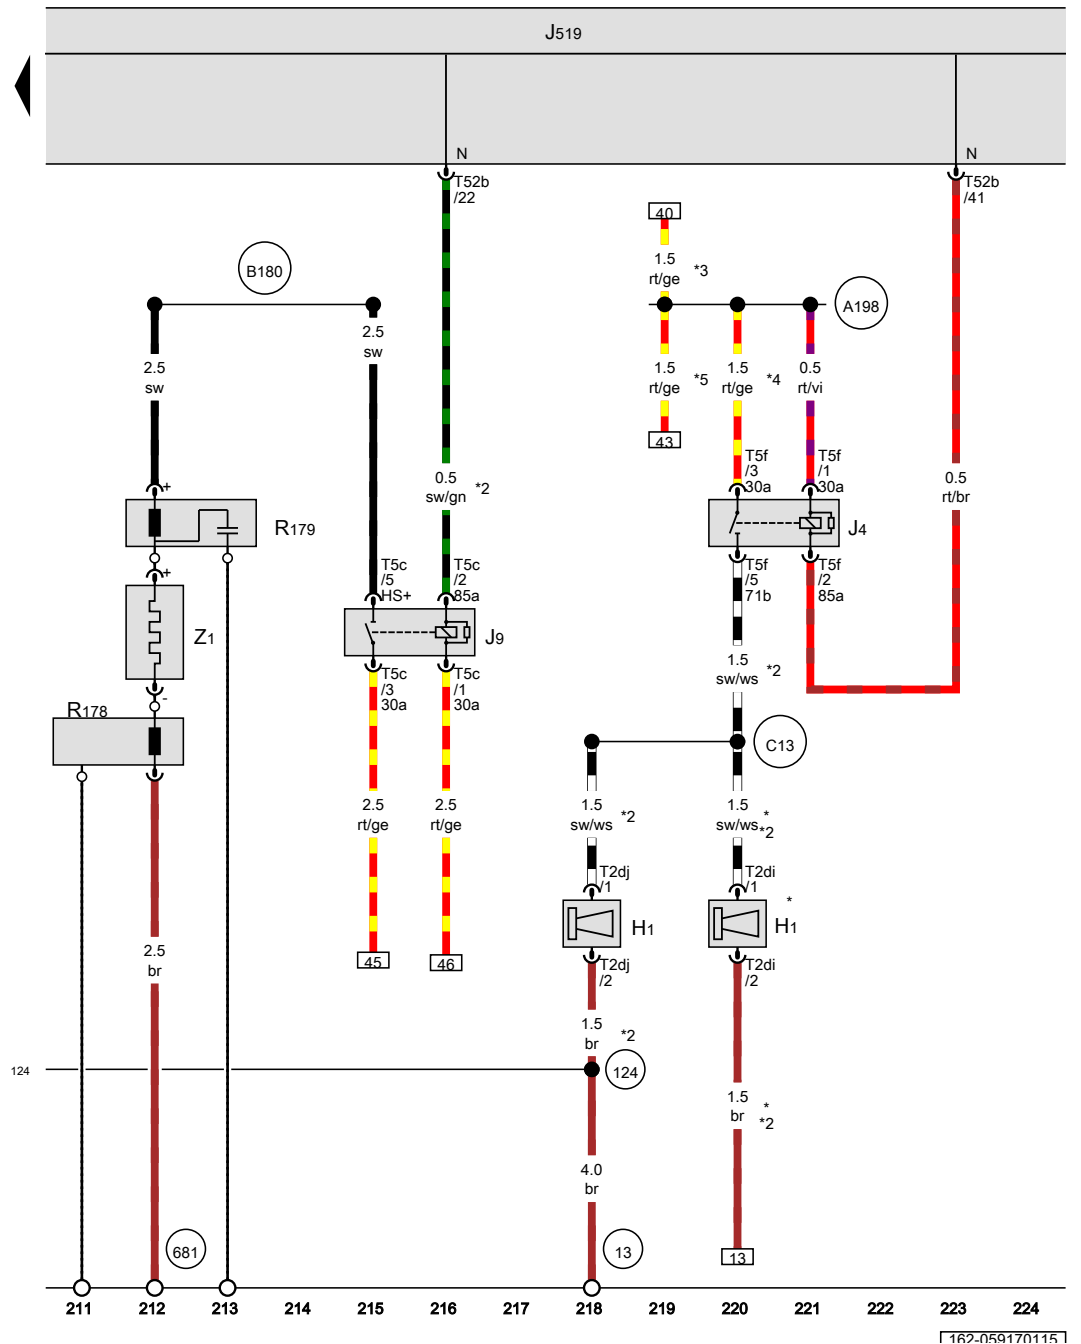 J519
N
N
T52b
/22
T52b
/41
40
1.5
rt/ge
*3
B180
A198
2.5
sw
2.5
sw
1.5
rt/ge
*5
1.5
rt/ge
*4
0.5
rt/vi
43
T5f
/3
30a
T5f
/1
30a
0.5
sw/gn
*2
0.5
rt/br
+
R179
J4
T5c
/5
HS+
T5c
/2
85a
T5f
/5
71b
T5f
/2
85a
+
Z1
J9
1.5
sw/ws
*2
T5c
/3
30a
T5c
/1
30a
-
R178
C13
2.5
rt/ge
2.5
rt/ge
1.5
sw/ws
*2
1.5
sw/ws
*
*2
T2dj
/1
T2di
/1
H1
*
H1
2.5
br
45
46
T2dj
/2
T2di
/2
1.5
br
*2
124
124
1.5
br
*
*2
4.0
br
681
13
13
211 212 213 214 215 216 217 218 219 220 221 222 223 224
162-059170115